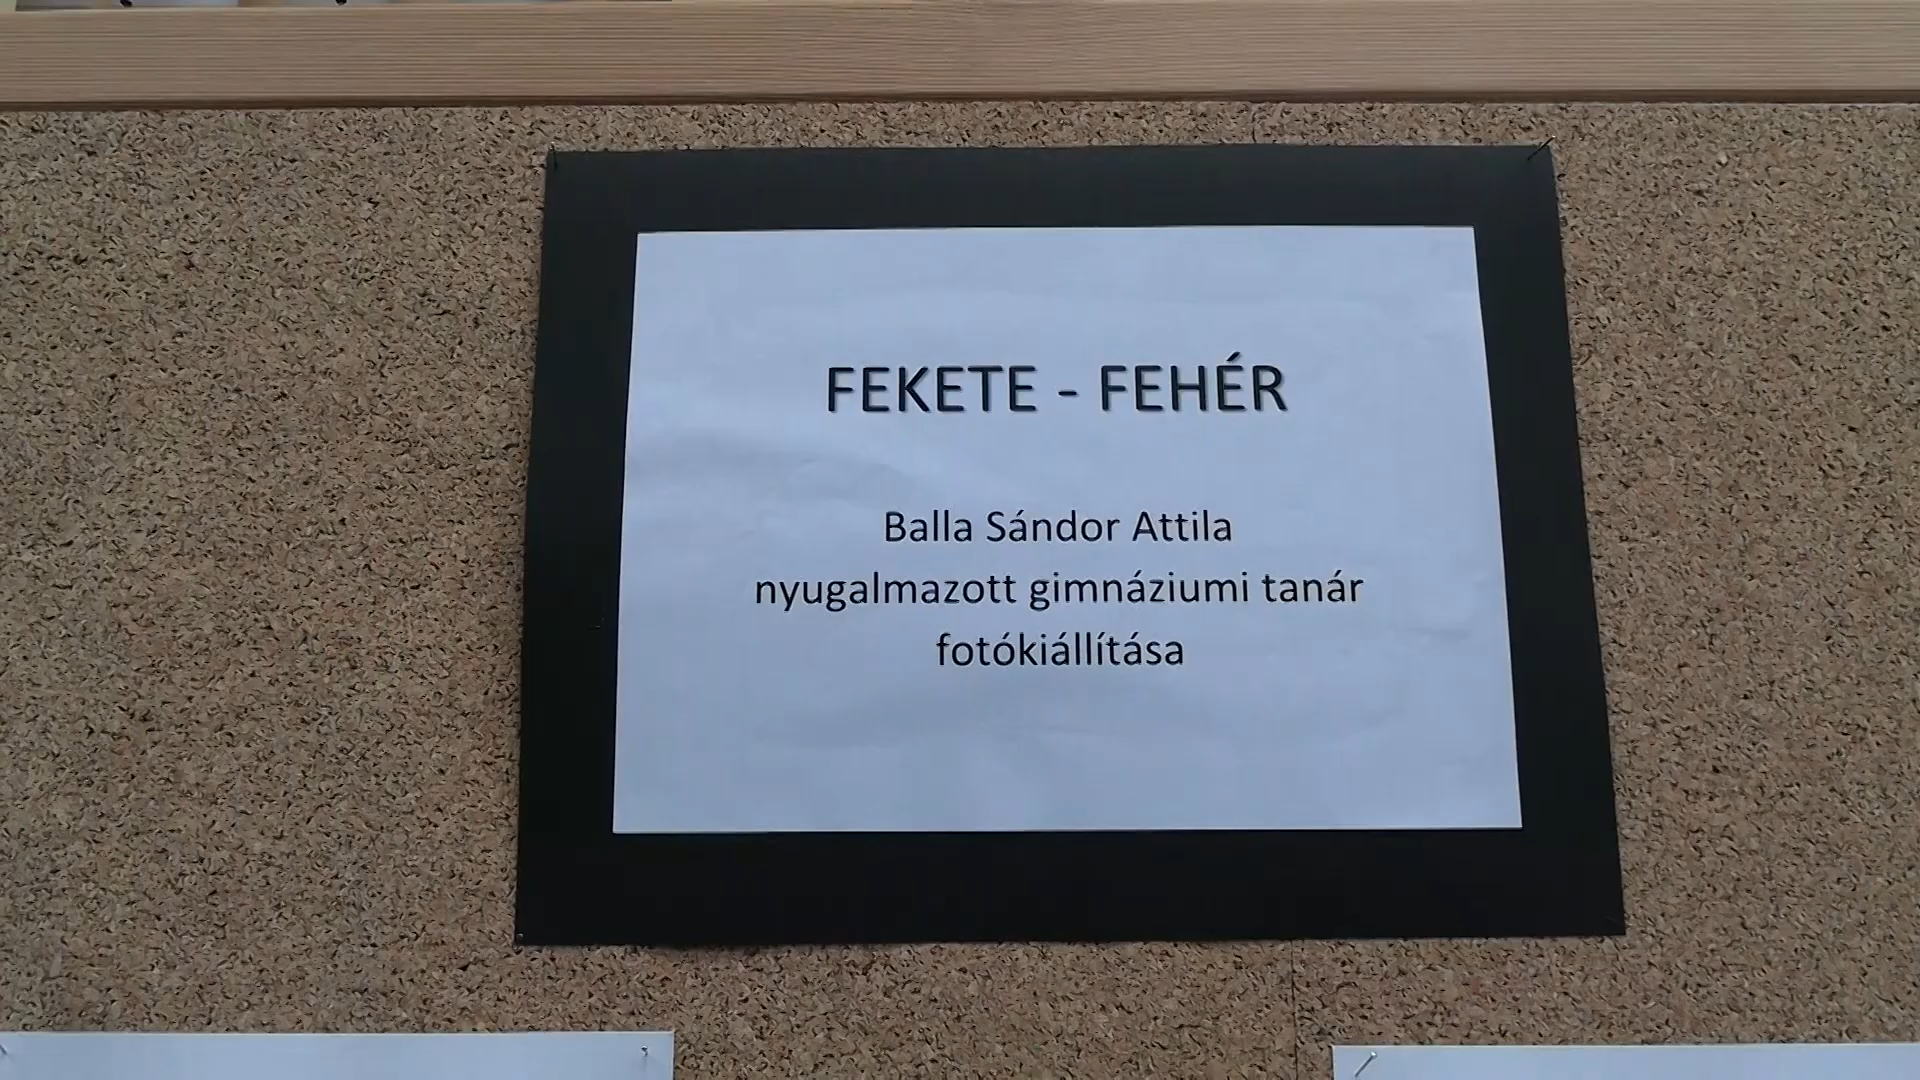 FEKETE - FEHÉR
Balla Sándor Attila
nyugalmazott gimnáziumi tanár
fotókiállítása